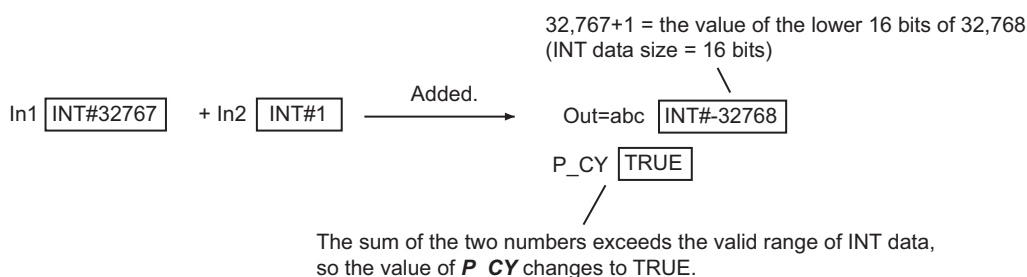 32,767+1 = the value of the lower 16 bits of 32,768
(INT data size = 16 bits)
In1 INT#32767 + In2 INT#1 Added. Out=abc INT#-32768
P_CY TRUE
The sum of the two numbers exceeds the valid range of INT data,
so the value of P_CY changes to TRUE.